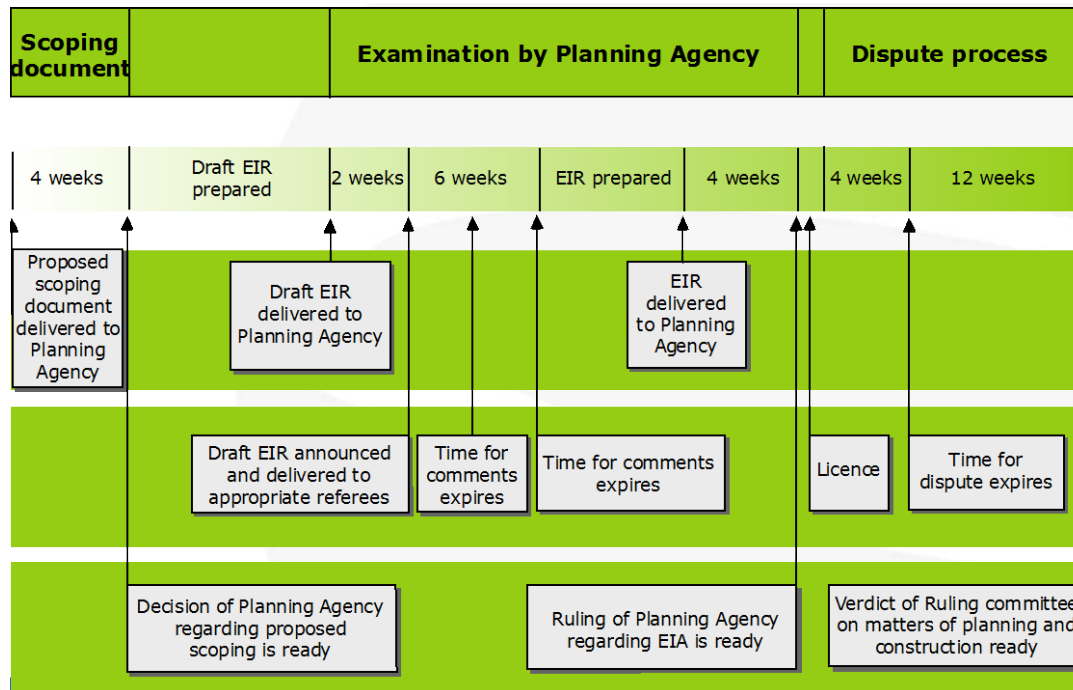 Scoping
document
Examination by Planning Agency
Dispute process
4 weeks
Draft EIR
prepared
2 weeks
6 weeks
EIR prepared
4 weeks
4 weeks
12 weeks
Proposed
scoping
document
delivered to
Planning
Agency
Draft EIR
delivered to
Planning Agency
EIR
delivered
to Planning
Agency
Draft EIR announced
and delivered to
appropriate referees
Time for
comments
expires
Time for comments
expires
Licence
Time for
dispute expires
Decision of Planning Agency
regarding proposed
scoping is ready
Ruling of Planning Agency
regarding EIA is ready
Verdict of Ruling committee
on matters of planning and
construction ready